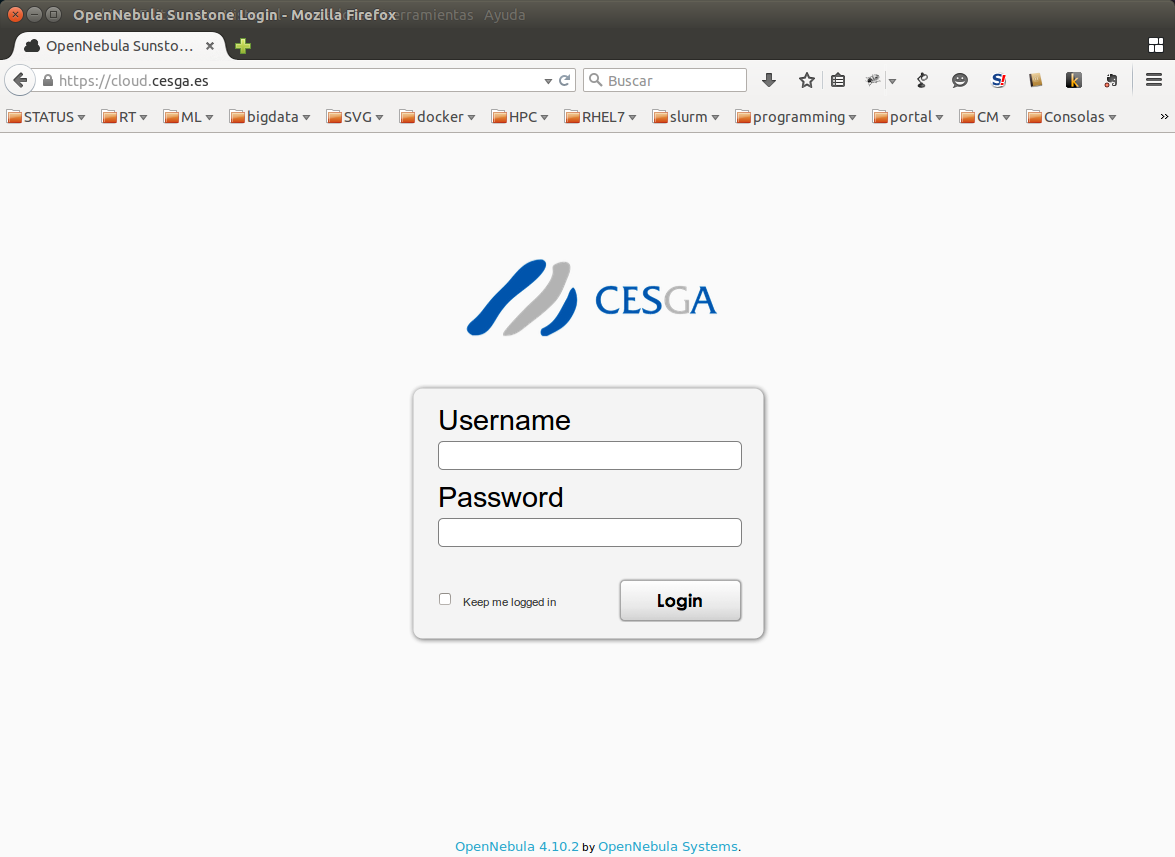 OpenNebula Sunstone Login - Mozilla Firefox
Ayuda
OpenNebula Sunsto...
https://cloud.cesga.es
Buscar
STATUS RT ML bigdata SVG docker HPC RHEL7 slurm programming portal CM Consolas »
CESGA
Username
Password
Keep me logged in
Login
OpenNebula 4.10.2 by OpenNebula Systems.